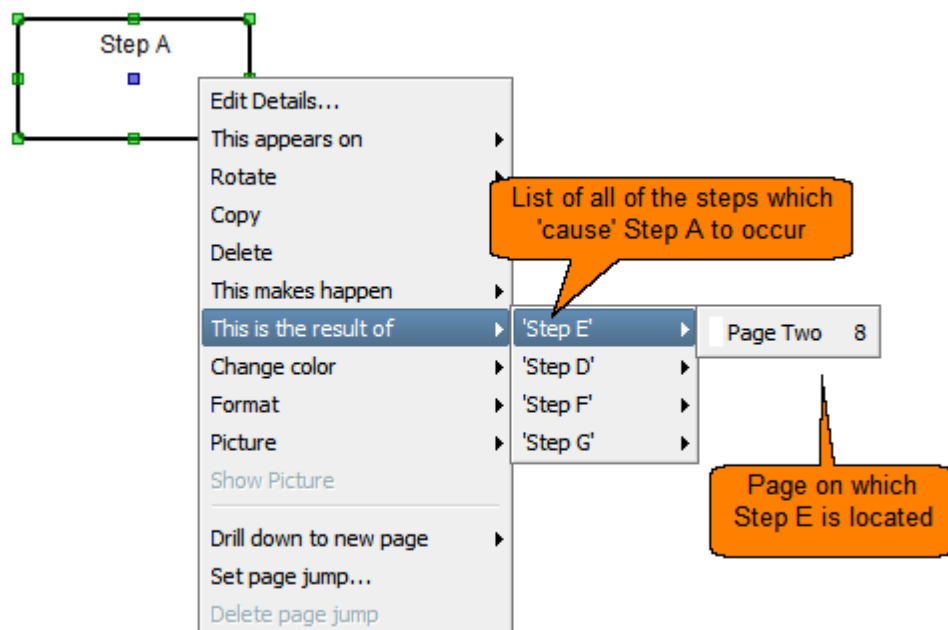 Step A
Edit Details...
This appears on
Rotate
Copy
Delete
This makes happen
This is the result of
Change color
Format
Picture
Show Picture
Drill down to new page
Set page jump...
Delete page jump
List of all of the steps which
'cause' Step A to occur
'Step E'
'Step D'
'Step F'
'Step G'
Page Two 8
Page on which
Step E is located